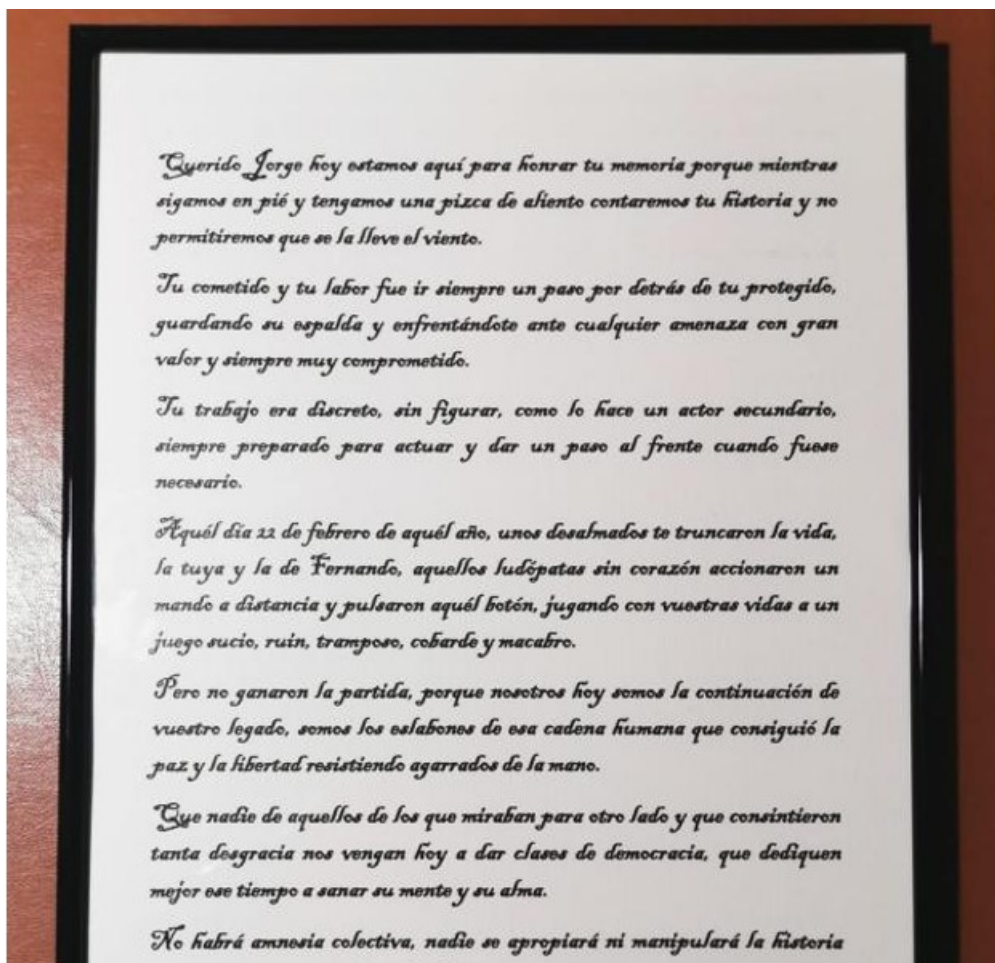 Querido Jorge hoy estamos aquí para honrar tu memoria porque mientras
sigamos en pié y tengamos una pizca de aliento contaremos tu historia y no
permitiremos que se la lleve el viento.
Tu cometido y tu labor fue ir siempre un paso por detrás de tu protegido,
guardando su espalda y enfrentándote ante cualquier amenaza con gran
valor y siempre muy comprometido.
Tu trabajo era discreto, sin figurar, como lo hace un actor secundario,
siempre preparado para actuar y dar un paso al frente cuando fuese
necesario.
Aquél día 22 de febrero de aquél año, unos desalmados te truncaron la vida,
la tuya y la de Fernando, aquellos ludópatas sin corazón accionaron un
mando a distancia y pulsaron aquél botón, jugando con vuestras vidas a un
juego sucio, ruin, tramposo, cobarde y macabro.
Pero no ganaron la partida, porque nosotros hoy somos la continuación de
vuestro legado, somos los eslabones de esa cadena humana que consiguió la
paz y la libertad resistiendo agarrados de la mano.
Que nadie de aquellos de los que miraban para otro lado y que consintieron
tanta desgracia nos vengan hoy a dar clases de democracia, que dediquen
mejor ese tiempo a sanar su mente y su alma.
No habrá amnesia colectiva, nadie se apropiará ni manipulará la historia